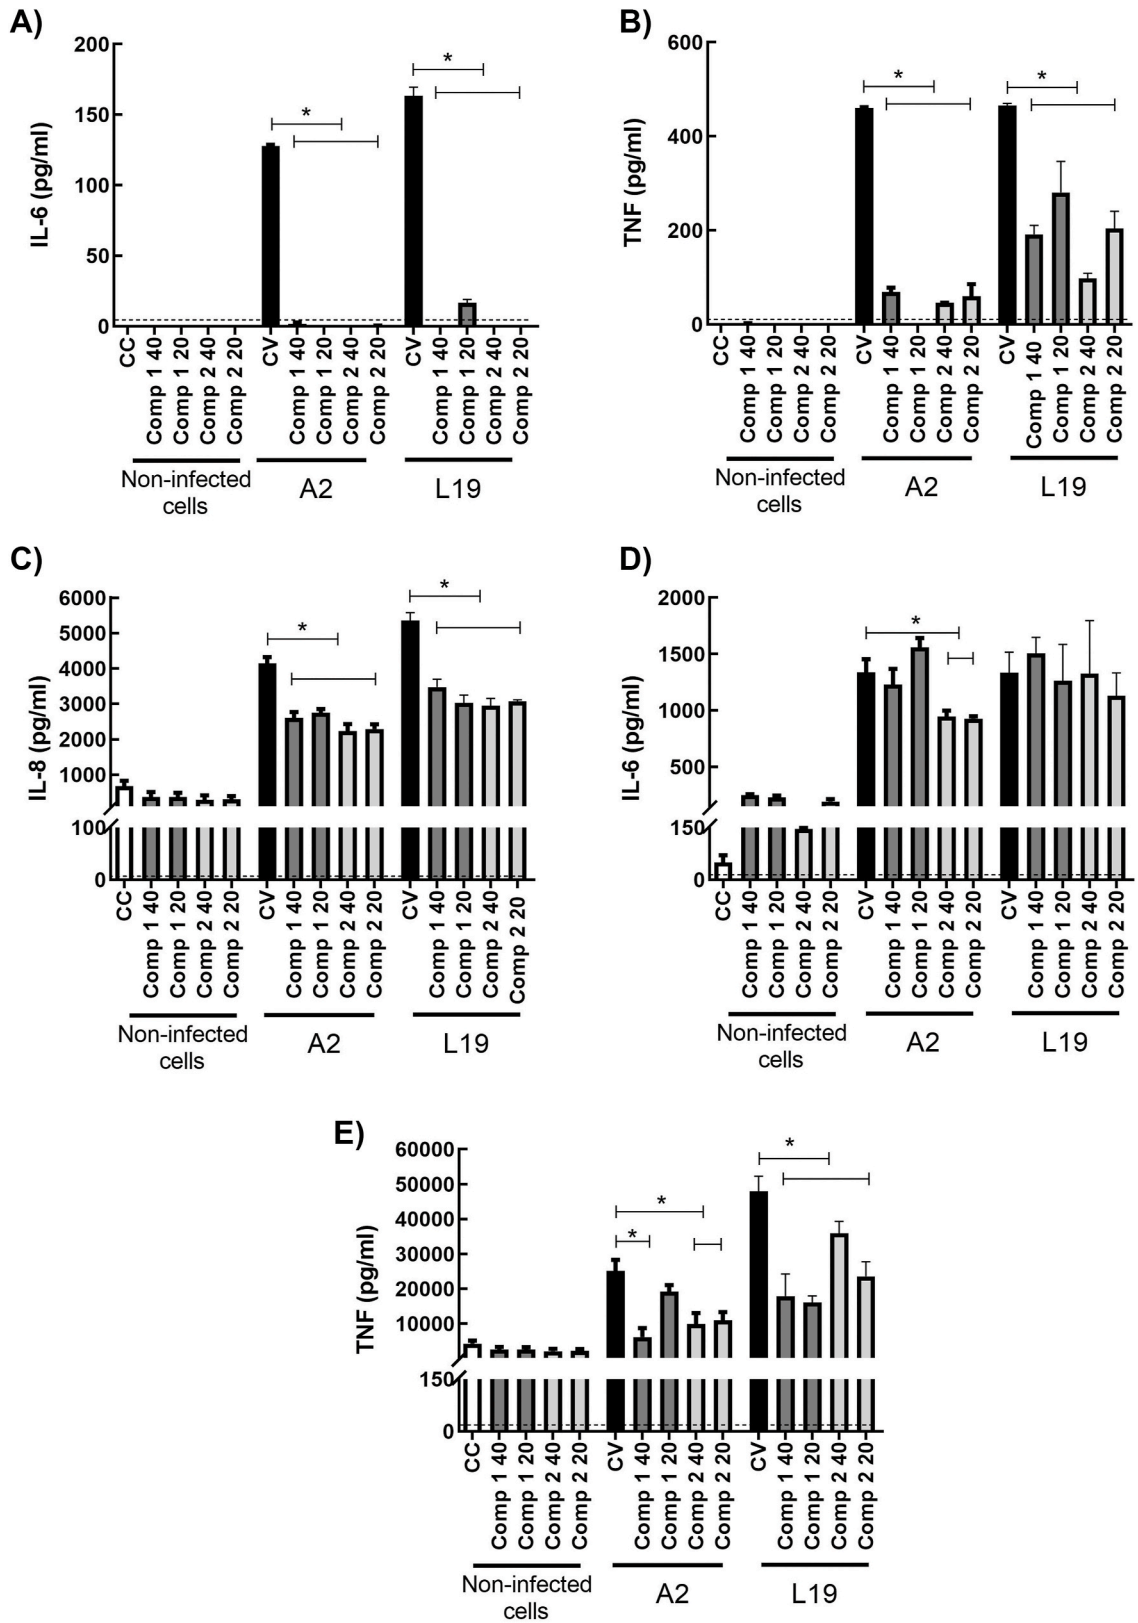 A)
IL-6 (pg/ml)
200
150
100
50
0
*
*
CC
Comp 1 40
Comp 1 20
Comp 2 40
Comp 2 20
CV
Comp 1 40
Comp 1 20
Comp 2 40
Comp 2 20
CV
Comp 1 40
Comp 1 20
Comp 2 40
Comp 2 20
Non-infected
cells
A2
L19
B)
TNF (pg/ml)
600
400
200
0
*
*
CC
Comp 1 40
Comp 1 20
Comp 2 40
Comp 2 20
CV
Comp 1 40
Comp 1 20
Comp 2 40
Comp 2 20
CV
Comp 1 40
Comp 1 20
Comp 2 40
Comp 2 20
Non-infected
cells
A2
L19
C)
IL-8 (pg/ml)
6000
5000
4000
3000
2000
1000
100
0
*
*
CC
Comp 1 40
Comp 1 20
Comp 2 40
Comp 2 20
CV
Comp 1 40
Comp 1 20
Comp 2 40
Comp 2 20
CV
Comp 1 40
Comp 1 20
Comp 2 40
Comp 2 20
Non-infected
cells
A2
L19
D)
IL-6 (pg/ml)
2000
1500
1000
500
150
0
*
CC
Comp 1 40
Comp 1 20
Comp 2 40
Comp 2 20
CV
Comp 1 40
Comp 1 20
Comp 2 40
Comp 2 20
CV
Comp 1 40
Comp 1 20
Comp 2 40
Comp 2 20
Non-infected
cells
A2
L19
E)
TNF (pg/ml)
60000
50000
40000
30000
20000
10000
150
0
*
*
*
CC
Comp 1 40
Comp 1 20
Comp 2 40
Comp 2 20
CV
Comp 1 40
Comp 1 20
Comp 2 40
Comp 2 20
CV
Comp 1 40
Comp 1 20
Comp 2 40
Comp 2 20
Non-infected
cells
A2
L19